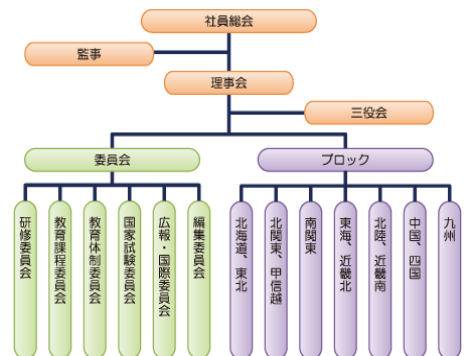 社員総会
監事
理事会
三役会
委員会
ブロック
研修委員会
教育課程委員会
教育体制委員会
国家試験委員会
広報・国際委員会
編集委員会
北海道、東北
北関東、甲信越
南関東
東海、近畿北
北陸、近畿南
中国、四国
九州